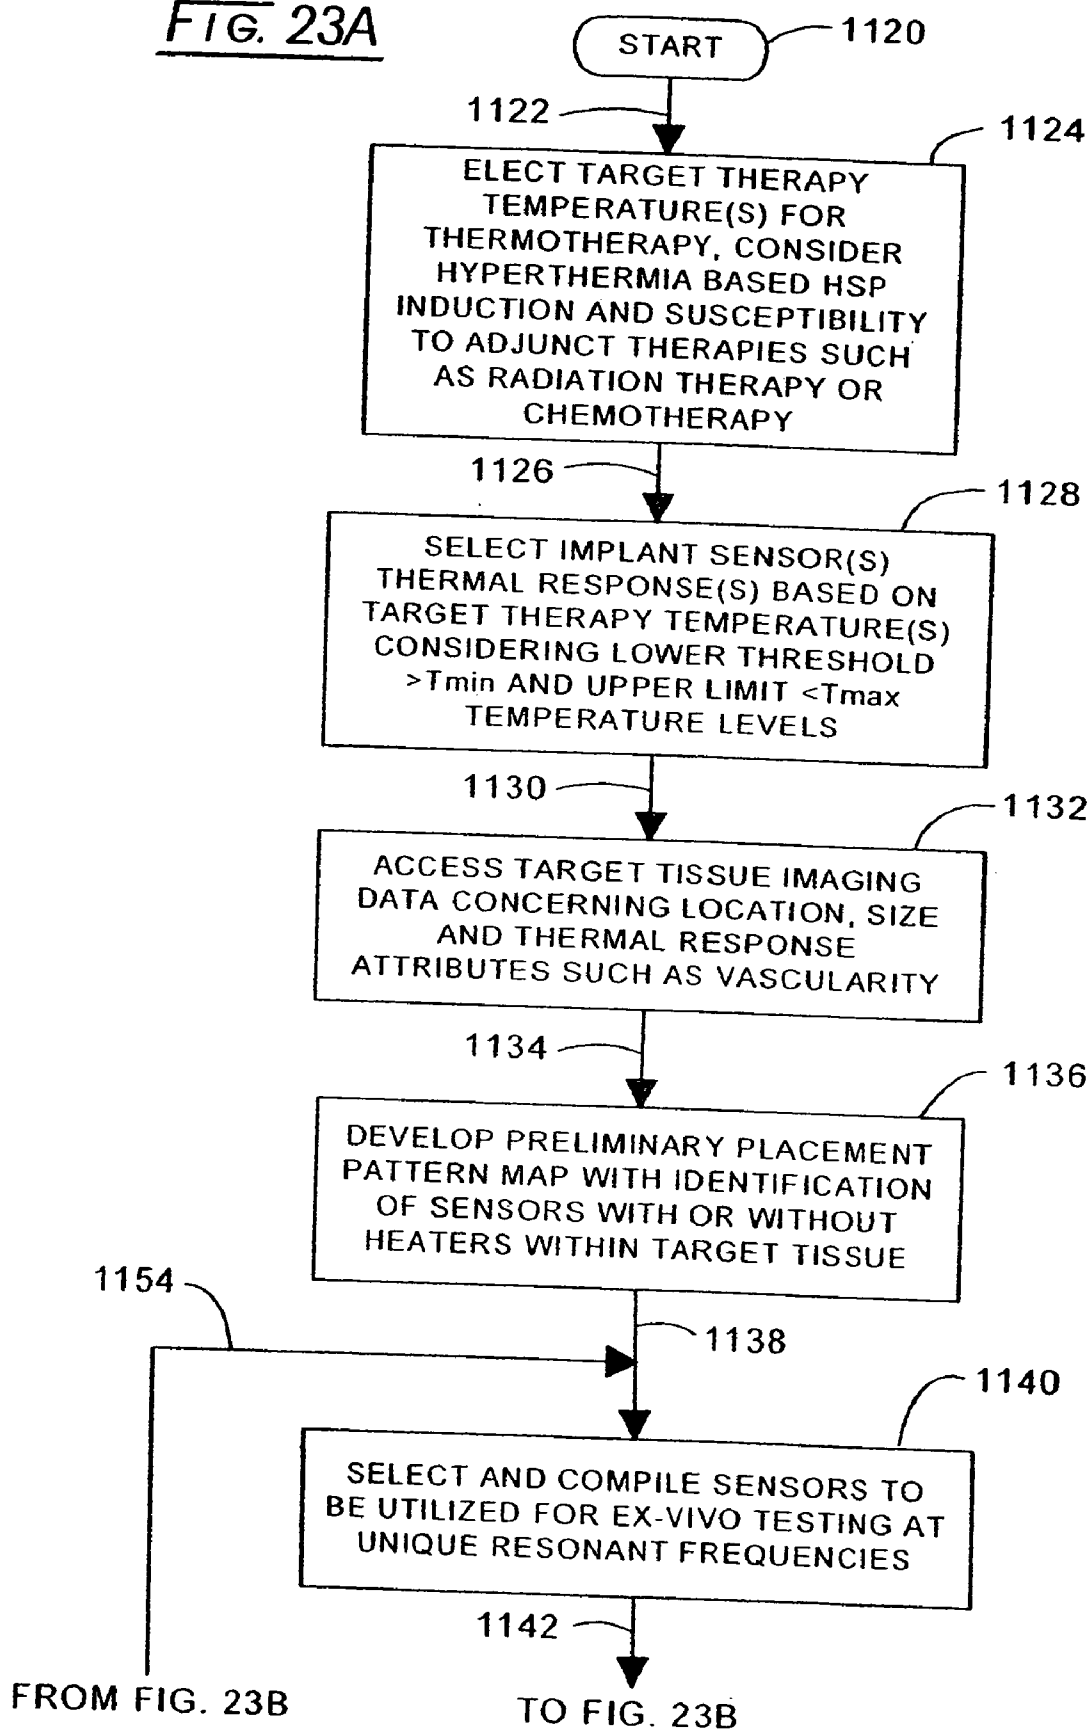 FIG. 23A
START
1120
1122
1124
ELECT TARGET THERAPY
TEMPERATURE(S) FOR
THERMOTHERAPY, CONSIDER
HYPERTHERMIA BASED HSP
INDUCTION AND SUSCEPTIBILITY
TO ADJUNCT THERAPIES SUCH
AS RADIATION THERAPY OR
CHEMOTHERAPY
1126
1128
SELECT IMPLANT SENSOR(S)
THERMAL RESPONSE(S) BASED ON
TARGET THERAPY TEMPERATURE(S)
CONSIDERING LOWER THRESHOLD
>Tmin AND UPPER LIMIT <Tmax
TEMPERATURE LEVELS
1130
1132
ACCESS TARGET TISSUE IMAGING
DATA CONCERNING LOCATION, SIZE
AND THERMAL RESPONSE
ATTRIBUTES SUCH AS VASCULARITY
1134
1136
DEVELOP PRELIMINARY PLACEMENT
PATTERN MAP WITH IDENTIFICATION
OF SENSORS WITH OR WITHOUT
HEATERS WITHIN TARGET TISSUE
1154
1138
1140
SELECT AND COMPILE SENSORS TO
BE UTILIZED FOR EX-VIVO TESTING AT
UNIQUE RESONANT FREQUENCIES
1142
FROM FIG. 23B
TO FIG. 23B